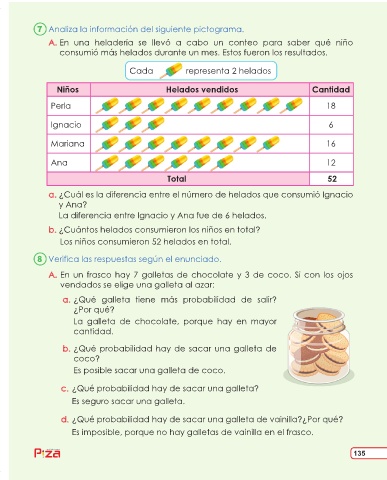 7 Analiza la información del siguiente pictograma.
A. En una heladería se llevó a cabo un conteo para saber qué niño
consumió más helados durante un mes. Estos fueron los resultados.
Cada representa 2 helados
Niños Helados vendidos Cantidad
Perla 18
Ignacio 6
Mariana 16
Ana 12
Total 52
a. ¿Cuál es la diferencia entre el número de helados que consumió Ignacio
y Ana?
La diferencia entre Ignacio y Ana fue de 6 helados.
b. ¿Cuántos helados consumieron los niños en total?
Los niños consumieron 52 helados en total.
8 Verifica las respuestas según el enunciado.
A. En un frasco hay 7 galletas de chocolate y 3 de coco. Si con los ojos
vendados se elige una galleta al azar:
a. ¿Qué galleta tiene más probabilidad de salir?
¿Por qué?
La galleta de chocolate, porque hay en mayor
cantidad.
b. ¿Qué probabilidad hay de sacar una galleta de
coco?
Es posible sacar una galleta de coco.
c. ¿Qué probabilidad hay de sacar una galleta?
Es seguro sacar una galleta.
d. ¿Qué probabilidad hay de sacar una galleta de vainilla?¿Por qué?
Es imposible, porque no hay galletas de vainilla en el frasco.
Piza
135